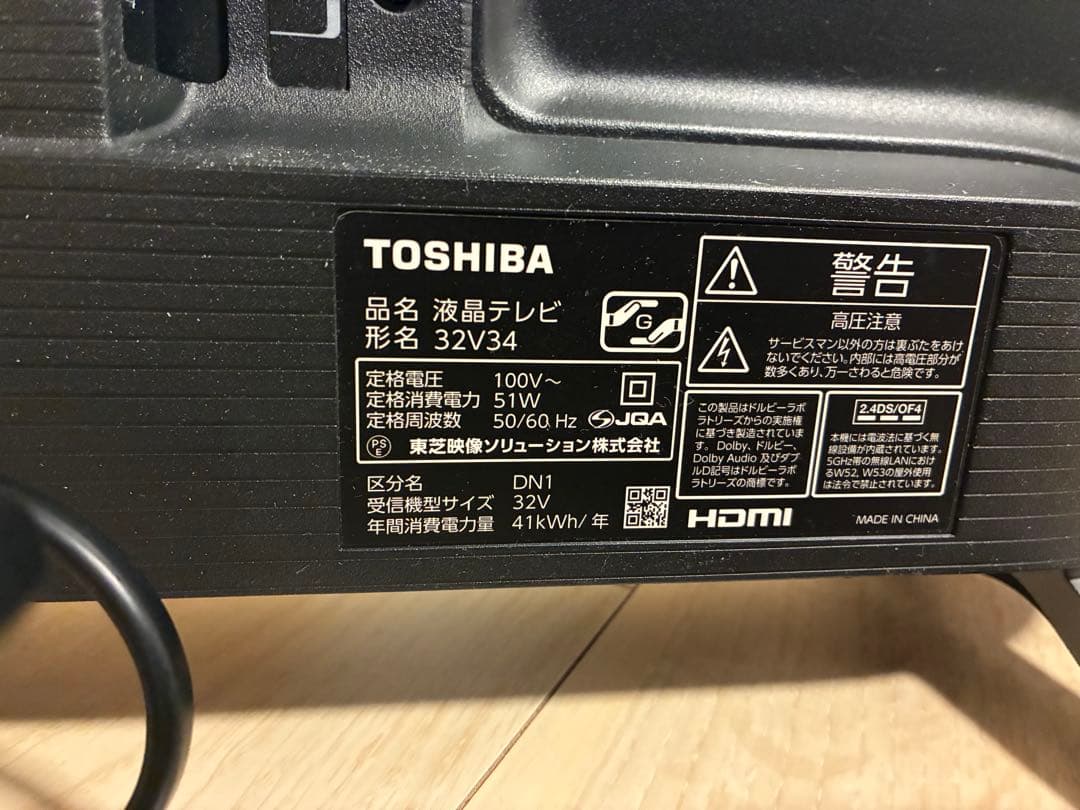 TOSHIBA
品名 液晶テレビ
形名 32V34
G
定格電圧 100V～
定格消費電力 51W
定格周波数 50/60 Hz
JQA
PS
E
東芝映像ソリューション株式会社
区分名 DN1
受信機型サイズ 32V
年間消費電力量 41kWh/年
警告
高圧注意
サービスマン以外の方は裏ぶたをあけ
ないでください。内部には高電圧部分が
数多くあり、万一さわると危険です。
この製品はドルビーラボ
ラトリーズからの実施権
に基づき製造されていま
す。Dolby、ドルビー、
Dolby Audio 及びダブ
ルD記号はドルビーラボ
ラトリーズの商標です。
2.4DS/OF4
本機には電波法に基づく無
線設備が内蔵されています。
5GHz帯の無線LANにおけ
るW52、W53の屋外使用
は法令で禁止されています。
HDMI
MADE IN CHINA